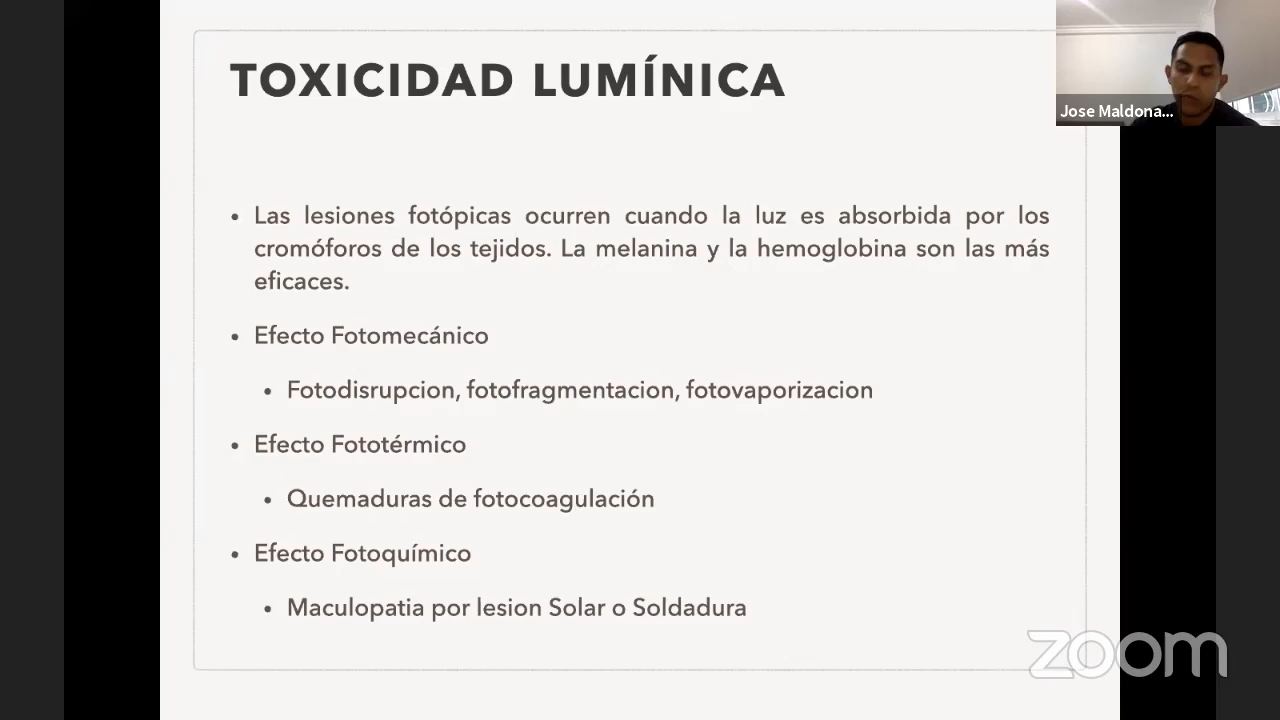 TOXICIDAD LUMÍNICA
Jose Maldona...
• Las lesiones fotópicas ocurren cuando la luz es absorbida por los
cromóforos de los tejidos. La melanina y la hemoglobina son las más
eficaces.
• Efecto Fotomecánico
• Fotodisrupcion, fotofragmentacion, fotovaporizacion
• Efecto Fototérmico
• Quemaduras de fotocoagulación
• Efecto Fotoquímico
• Maculopatia por lesion Solar o Soldadura
zoom